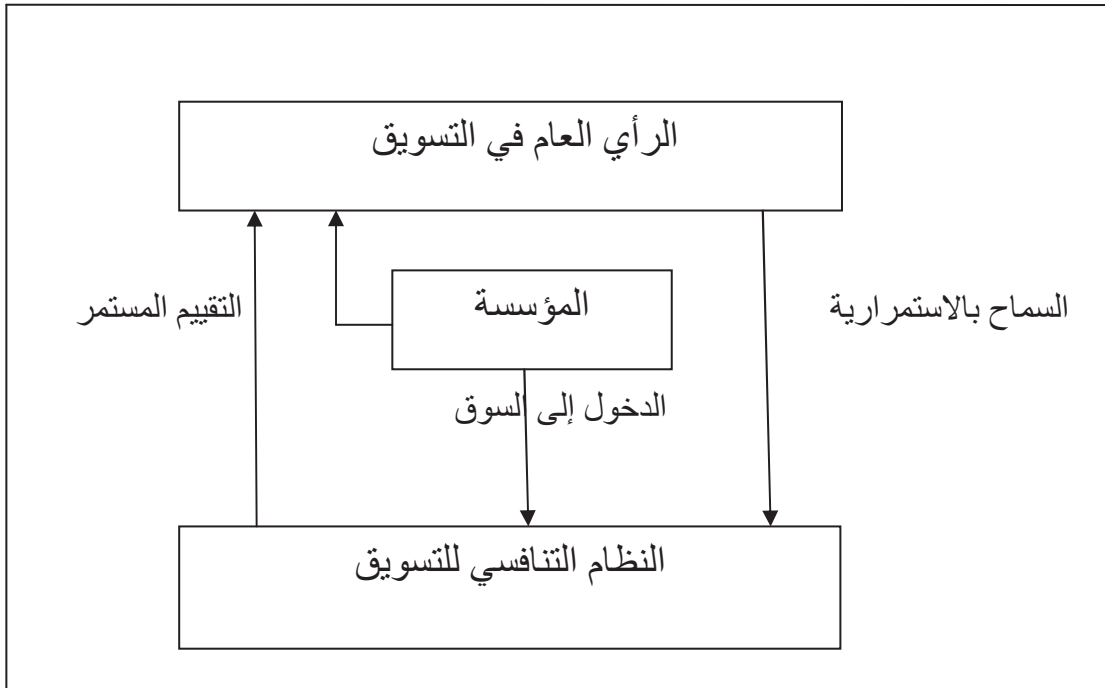 الرأي العام في التسويق
المؤسسة
السماح بالاستمرارية
التقييم المستمر
الدخول إلى السوق
النظام التنافسي للتسويق